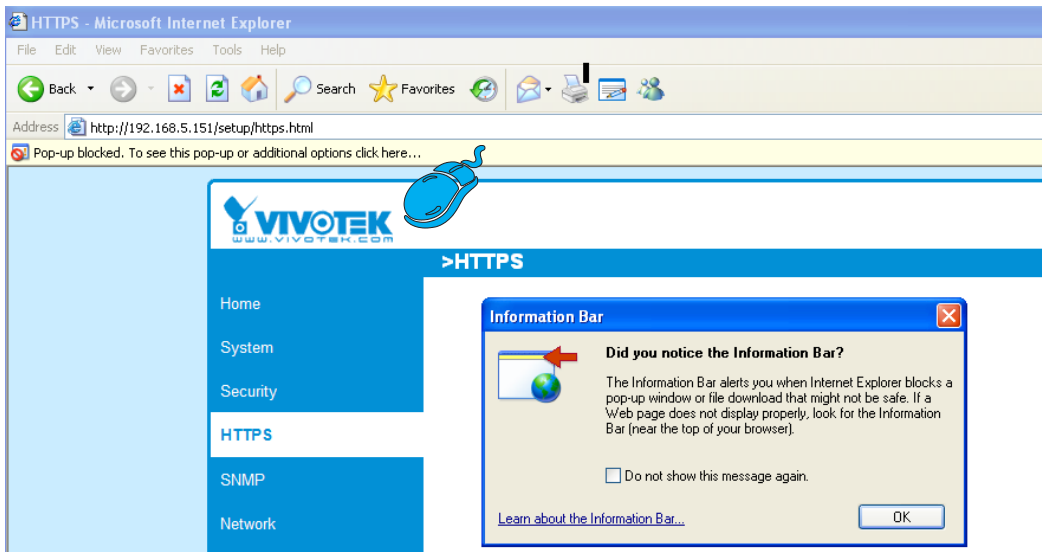 HTTPS - Microsoft Internet Explorer
File Edit View Favorites Tools Help
Back Search Favorites
Address http://192.168.5.151/setup/https.html
Pop-up blocked. To see this pop-up or additional options click here...
VIVOTEK
www.vivotek.com
>HTTPS
Home
System
Security
HTTPS
SNMP
Network
Information Bar
Did you notice the Information Bar?
The Information Bar alerts you when Internet Explorer blocks a
pop-up window or file download that might not be safe. If a
Web page does not display properly, look for the Information
Bar (near the top of your browser).
Do not show this message again.
Learn about the Information Bar... OK